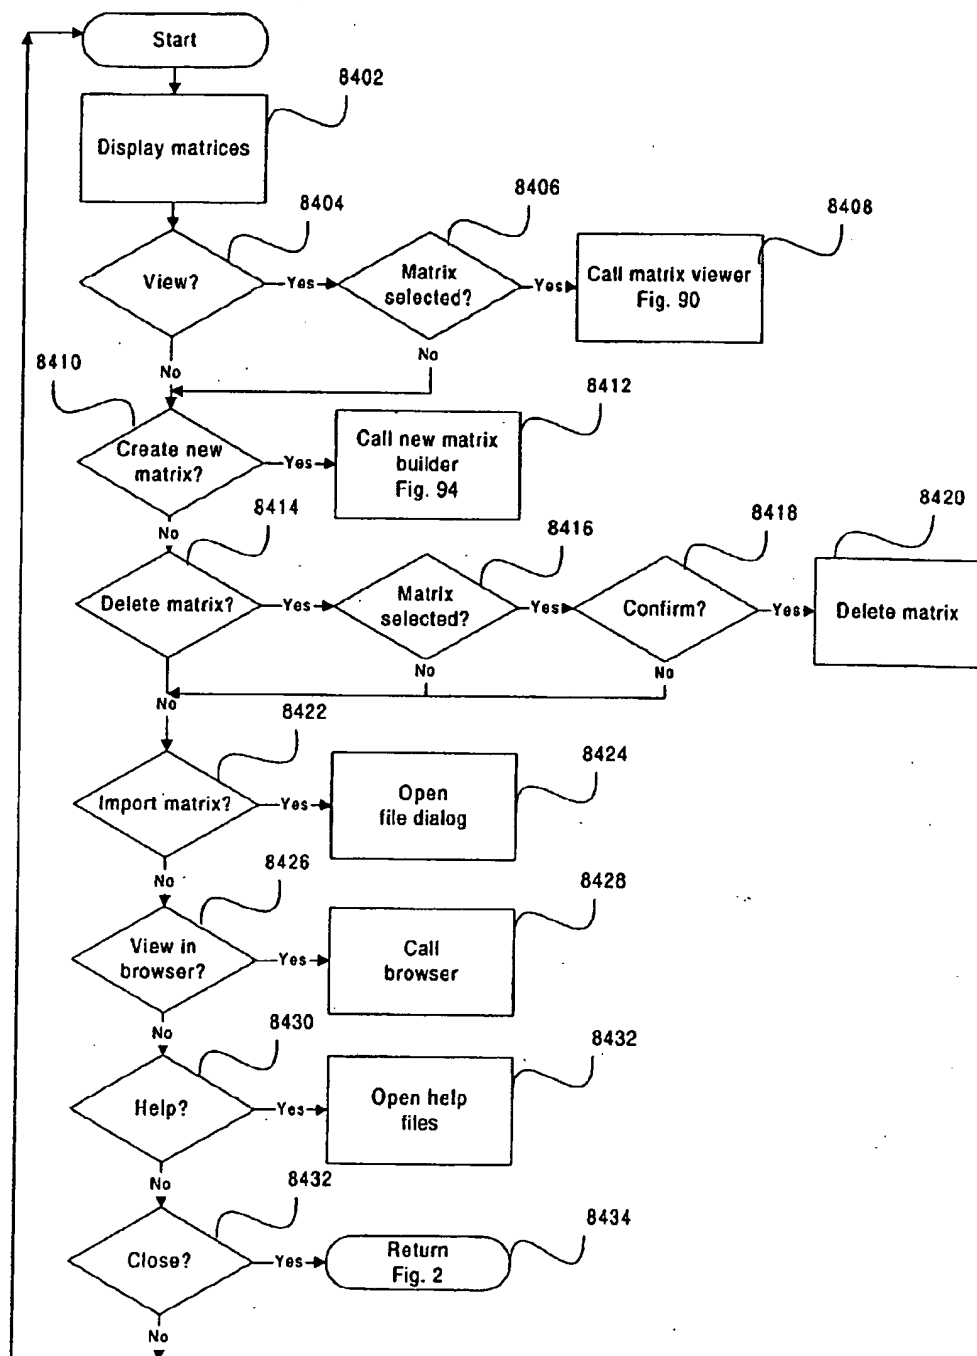 Start
8402
Display matrices
8404
8406
8408
View?
Yes
Matrix
selected?
Yes
Call matrix viewer
Fig. 90
No
No
8410
8412
Create new
matrix?
Yes
Call new matrix
builder
Fig. 94
No
8414
8416
8418
8420
Delete matrix?
Yes
Matrix
selected?
Yes
Confirm?
Yes
Delete matrix
No
No
No
8422
8424
Import matrix?
Yes
Open
file dialog
No
8426
8428
View in
browser?
Yes
Call
browser
No
8430
8432
Help?
Yes
Open help
files
No
8432
8434
Close?
Yes
Return
Fig. 2
No